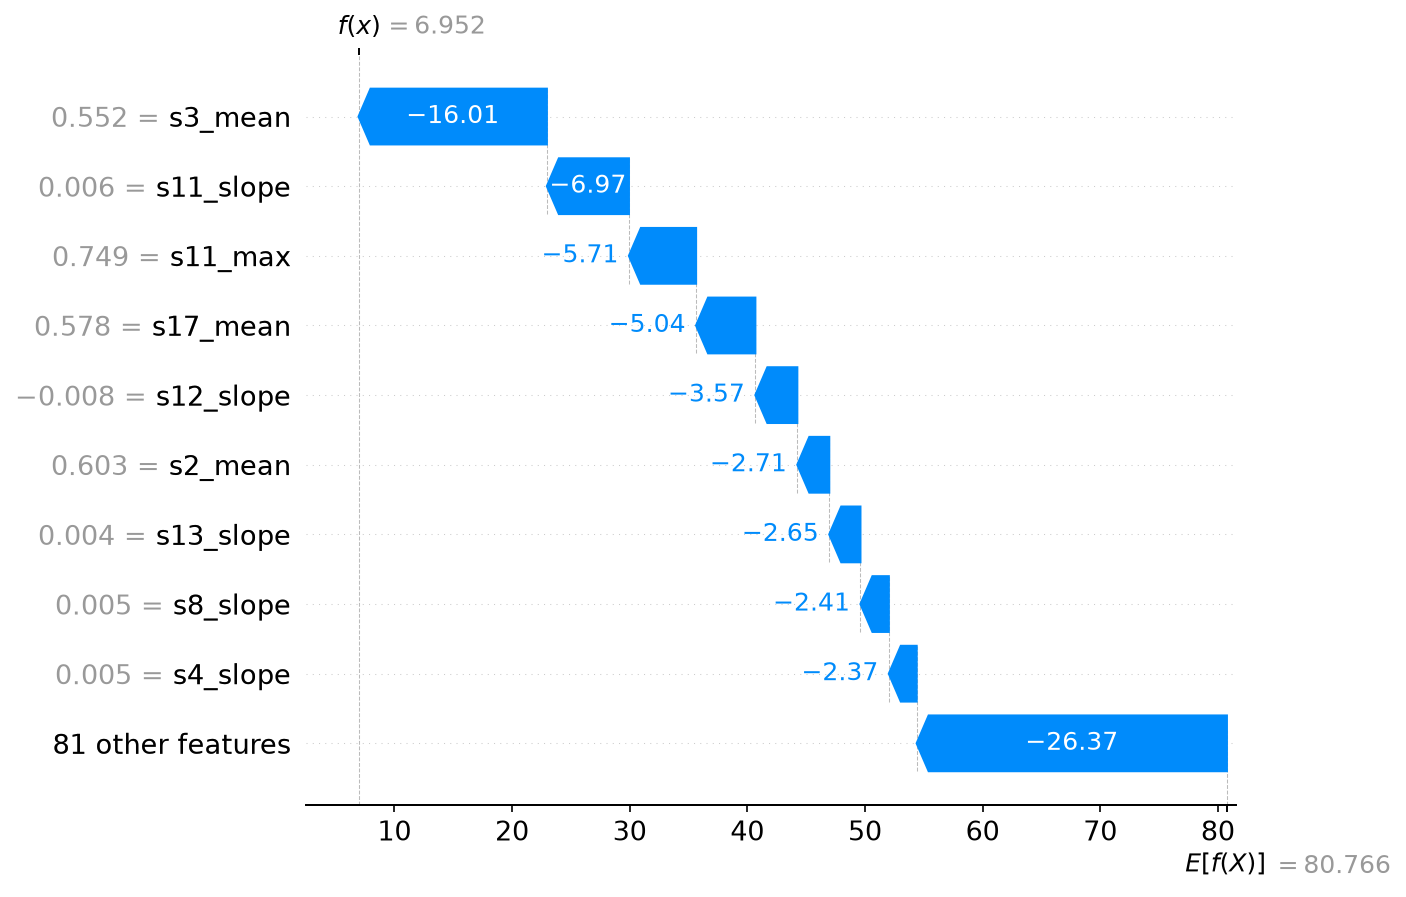 f(x) = 6.952
0.552 = s3_mean −16.01
0.006 = s11_slope −6.97
0.749 = s11_max −5.71
0.578 = s17_mean −5.04
−0.008 = s12_slope −3.57
0.603 = s2_mean −2.71
0.004 = s13_slope −2.65
0.005 = s8_slope −2.41
0.005 = s4_slope −2.37
81 other features −26.37
10 20 30 40 50 60 70 80
E[f(X)] = 80.766